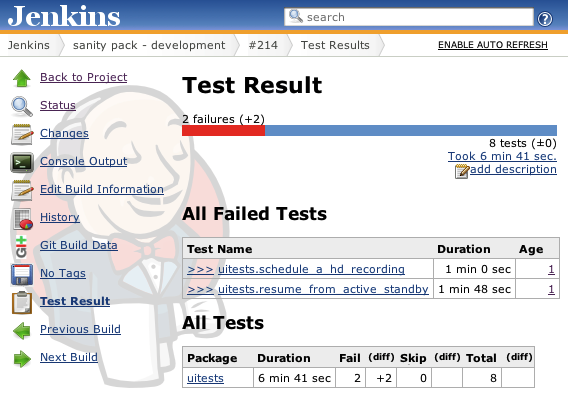 Jenkins
search
?
Jenkins sanity pack - development #214 Test Results ENABLE AUTO REFRESH
Back to Project
Status
Changes
Console Output
Edit Build Information
History
Git Build Data
No Tags
Test Result
Previous Build
Next Build
Test Result
2 failures (+2)
8 tests (±0)
Took 6 min 41 sec.
add description
All Failed Tests
Test Name Duration Age
>>> uitests.schedule_a_hd_recording 1 min 0 sec 1
>>> uitests.resume_from_active_standby 1 min 48 sec 1
All Tests
Package Duration Fail (diff) Skip (diff) Total (diff)
uitests 6 min 41 sec 2 +2 0 8